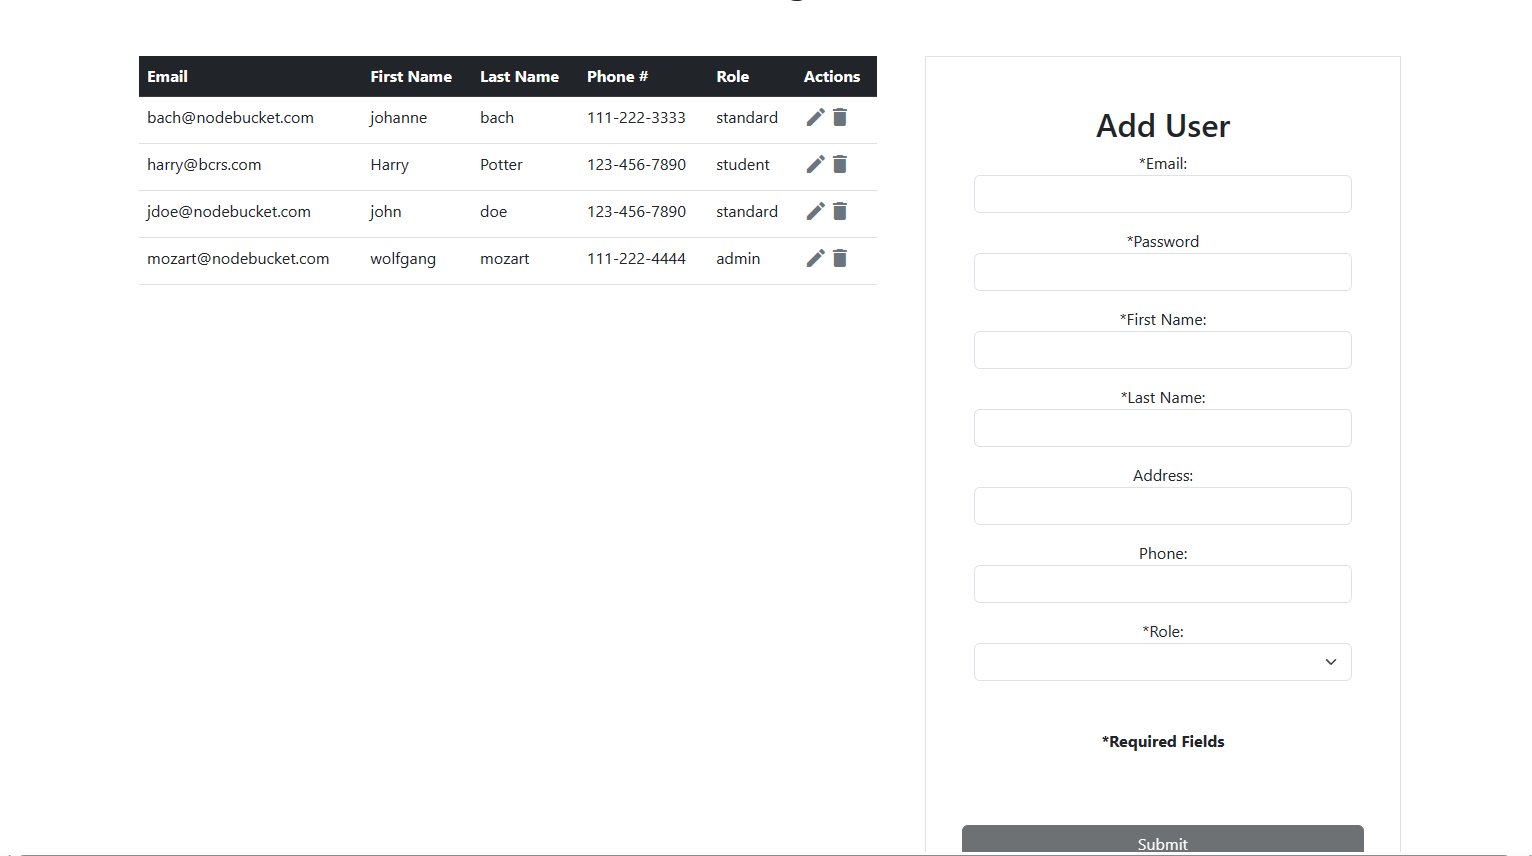 Email First Name Last Name Phone # Role Actions
bach@nodebucket.com johanne bach 111-222-3333 standard
harry@bcrs.com Harry Potter 123-456-7890 student
jdoe@nodebucket.com john doe 123-456-7890 standard
mozart@nodebucket.com wolfgang mozart 111-222-4444 admin
Add User
*Email:
*Password
*First Name:
*Last Name:
Address:
Phone:
*Role:
*Required Fields
Submit